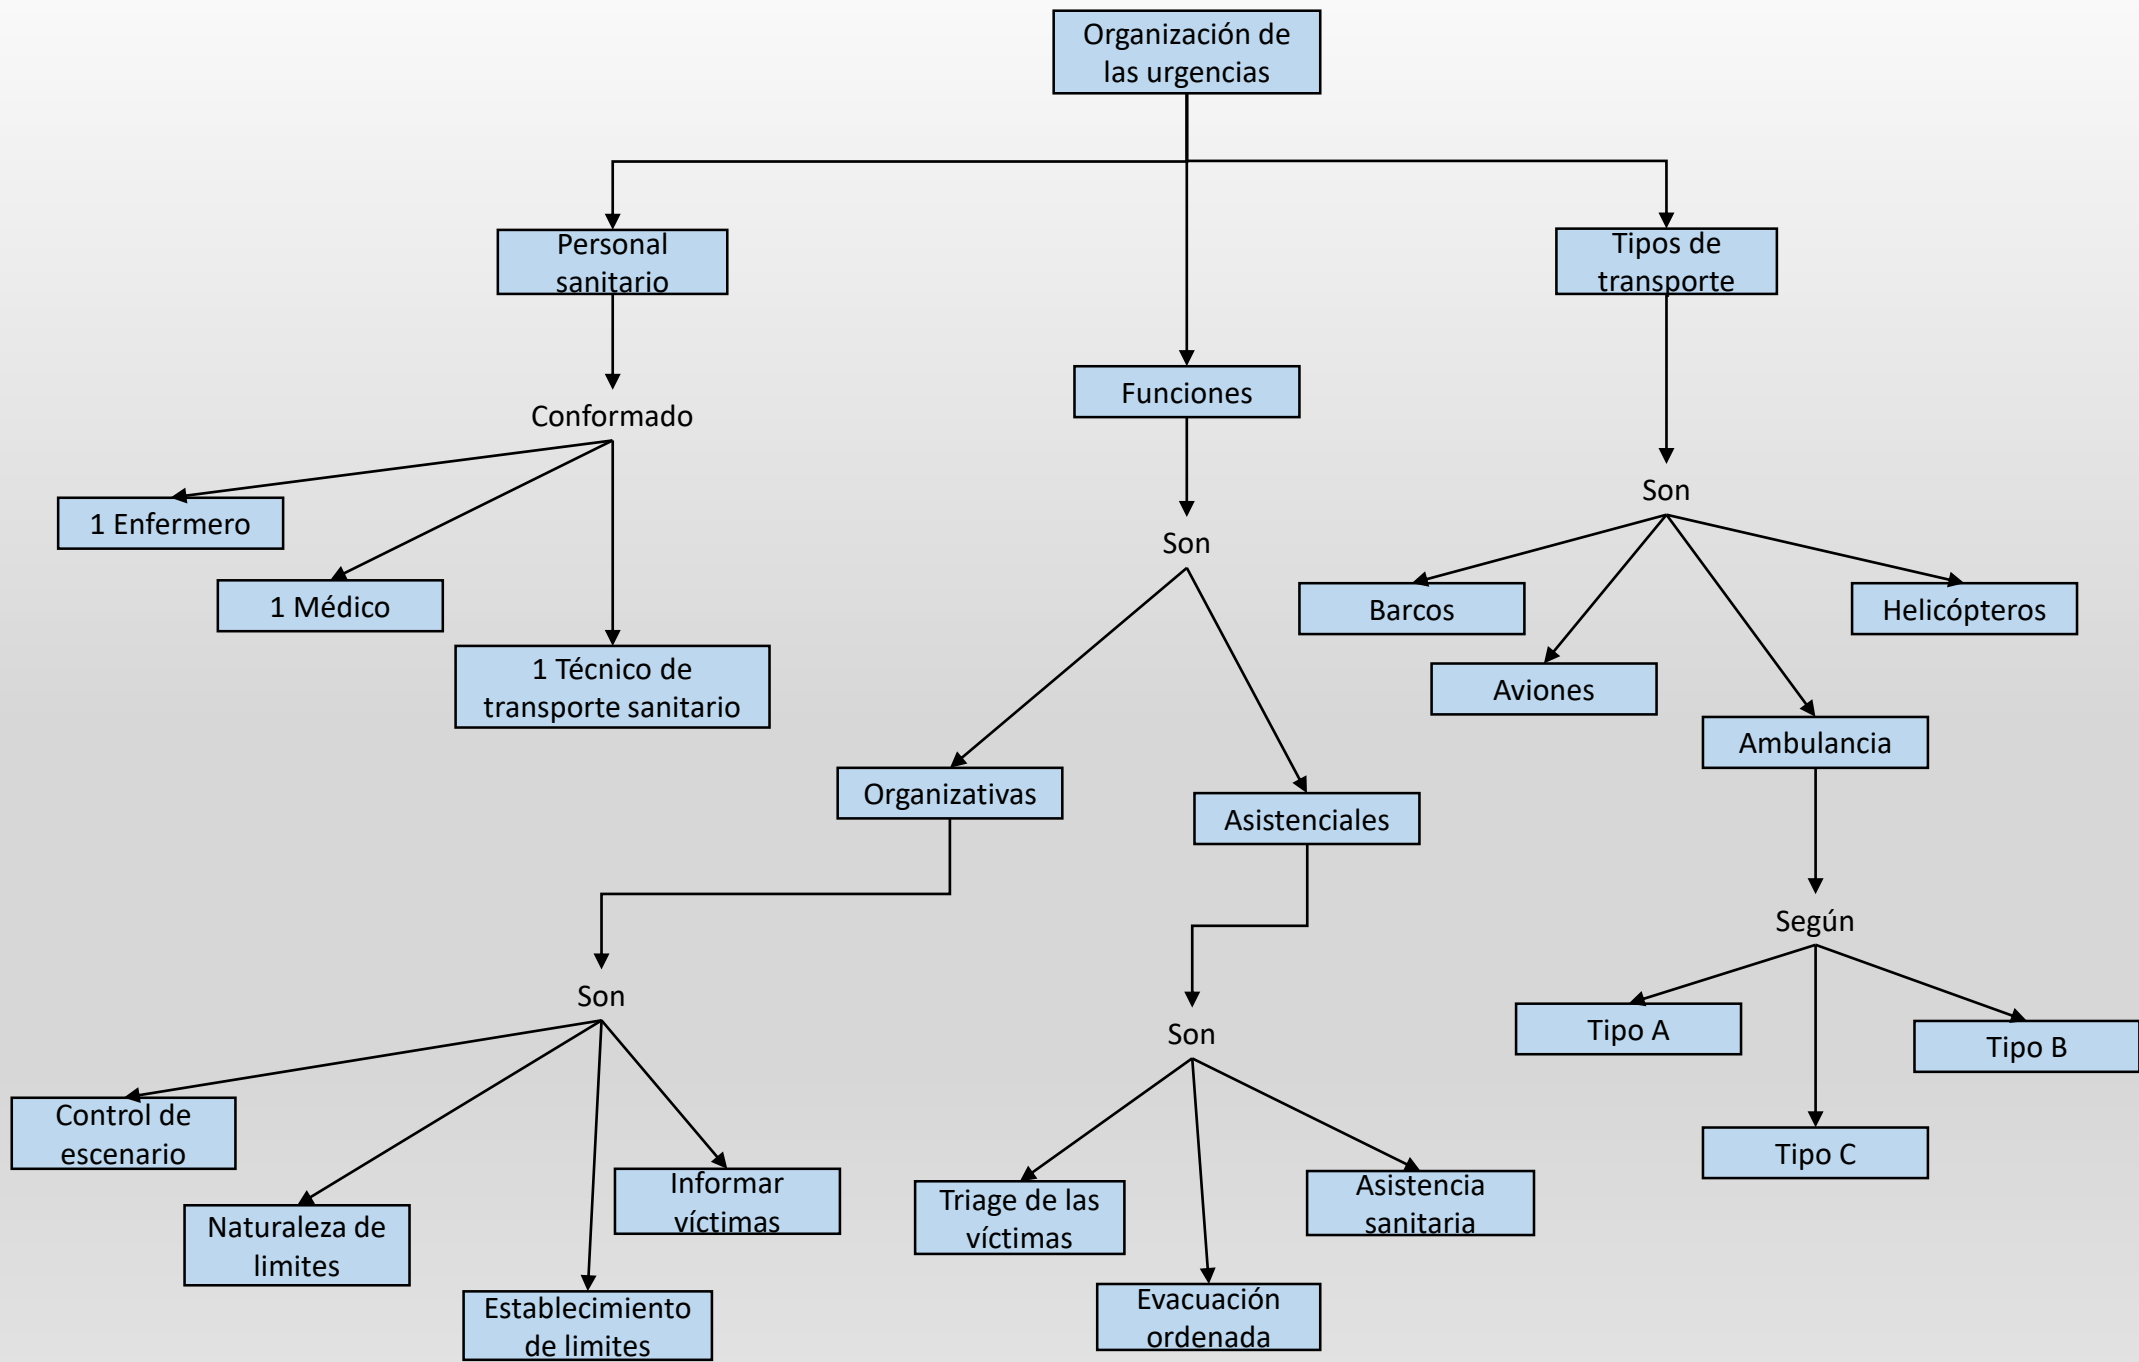 Organización de
las urgencias
Personal
sanitario
Tipos de
transporte
Funciones
Conformado
Son
1 Enfermero
Son
1 Médico
Barcos
Helicópteros
1 Técnico de
transporte sanitario
Aviones
Ambulancia
Organizativas
Asistenciales
Según
Son
Son
Tipo A
Tipo B
Control de
escenario
Tipo C
Informar
víctimas
Triage de las
víctimas
Asistencia
sanitaria
Naturaleza de
limites
Establecimiento
de limites
Evacuación
ordenada